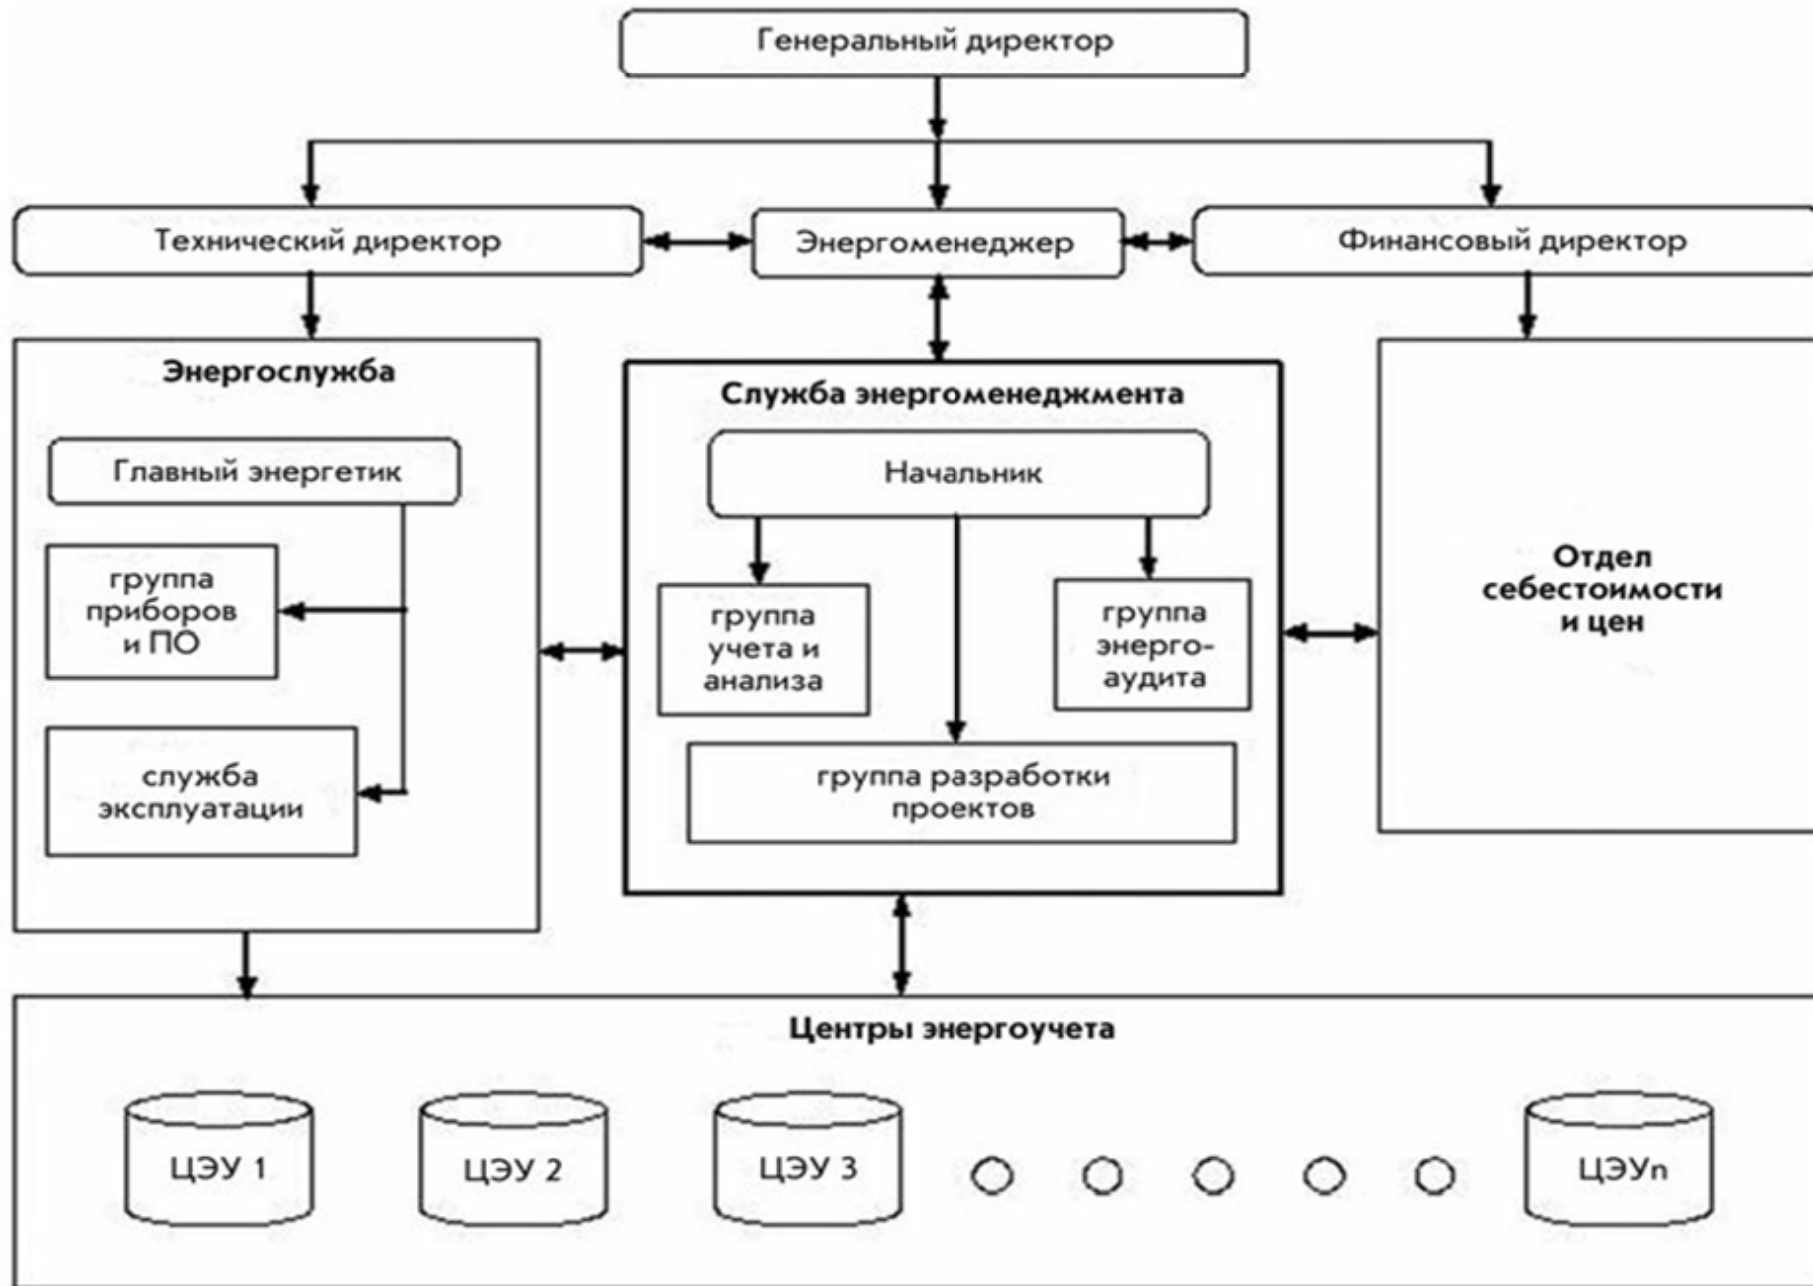 Генеральный директор
Технический директор
Энергоменеджер
Финансовый директор
Энергослужба
Главный энергетик
группа
приборов
и ПО
служба
эксплуатации
Служба энергоменеджмента
Начальник
группа
учета и
анализа
группа
энерго-
аудита
группа разработки
проектов
Отдел
себестоимости
и цен
Центры энергоучета
ЦЭУ 1
ЦЭУ 2
ЦЭУ 3
ЦЭУn